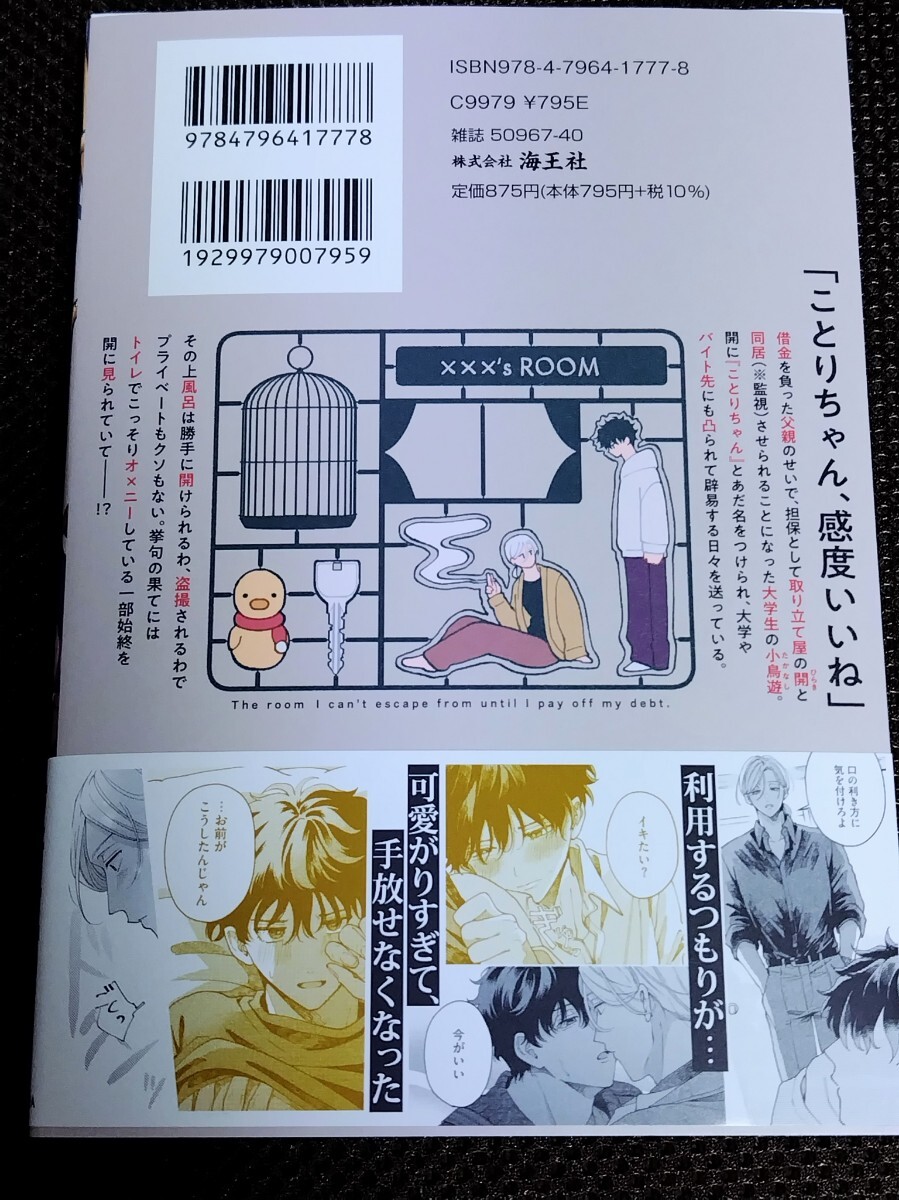 9784796417778
1929979007959
ISBN978-4-7964-1777-8
C9979 ¥795E
雑誌 50967-40
株式会社 海王社
定価875円(本体795円+税10%)
「ことりちゃん、感度いいね」
借金を負った父親のせいで、担保として取り立て屋の開と
ひらき
同居(※監視)させられることになった大学生の小鳥遊。
たかなし
開に『ことりちゃん』とあだ名をつけられ、大学や
バイト先にも凸られて辟易する日々を送っている。
その上風呂は勝手に開けられるわ、盗撮されるわで
プライベートもクソもない。挙句の果てには
トイレでこっそりオ×ニーしている一部始終を
開に見られていて――!?
×××'s ROOM
The room I can't escape from until I pay off my debt.
口の利き方に
気を付けろよ
利用するつもりが…
イキたい?
今がいい
可愛がりすぎて、
手放せなくなった
…お前が
こうしたんじゃん